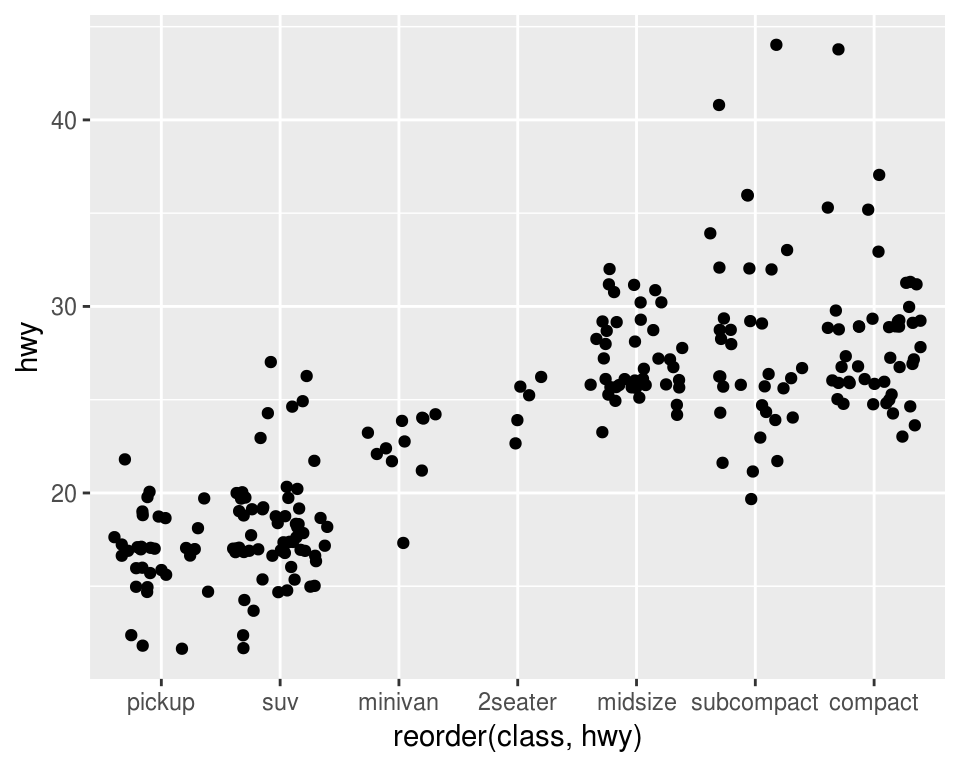 hwy
40
30
20
pickup suv minivan 2seater midsize subcompact compact
reorder(class, hwy)